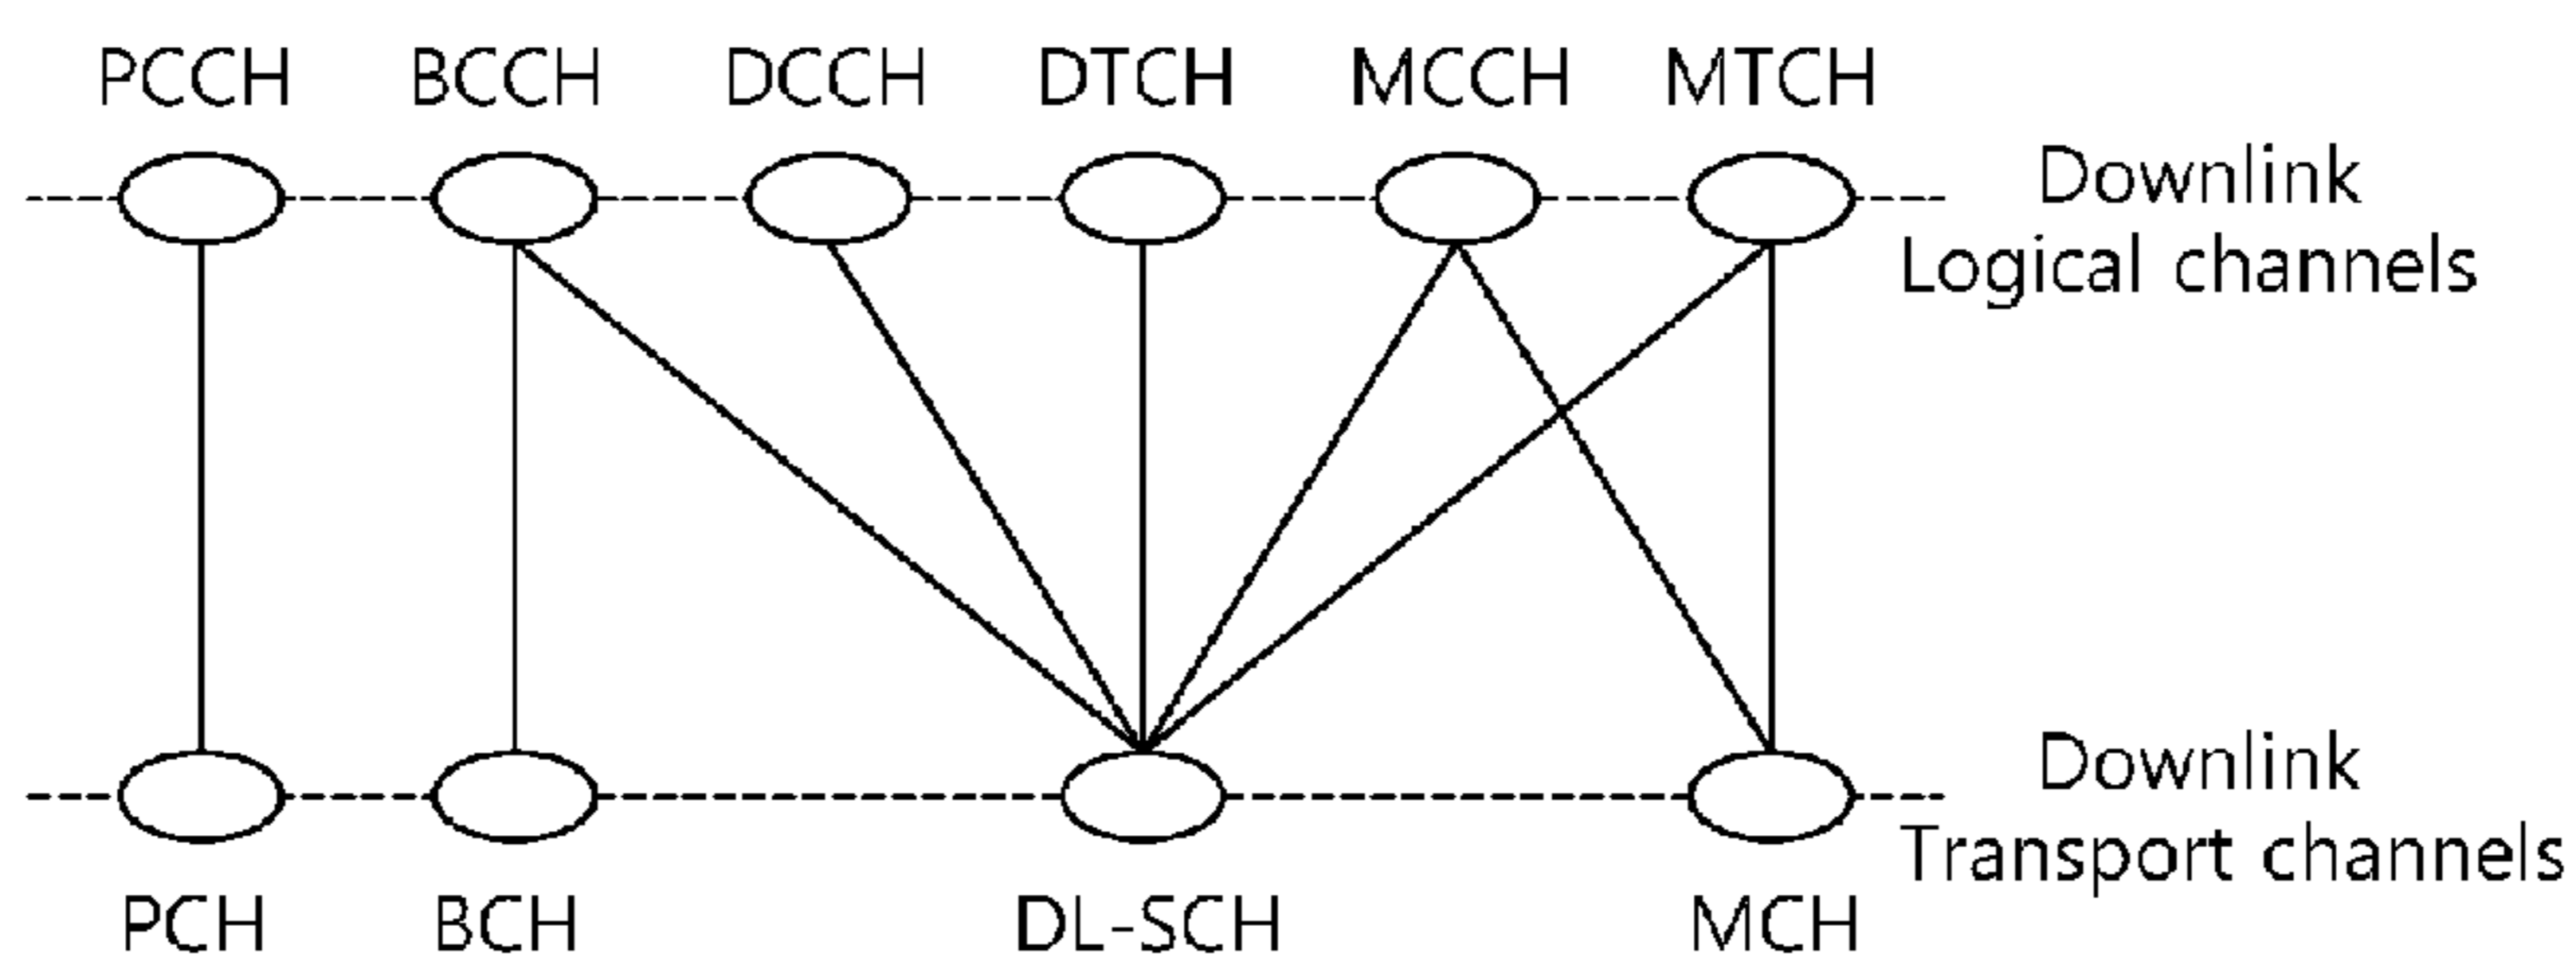 PCCH BCCH DCCH DTCH MCCH MTCH
Downlink
Logical channels
Downlink
Transport channels
PCH BCH DL-SCH MCH